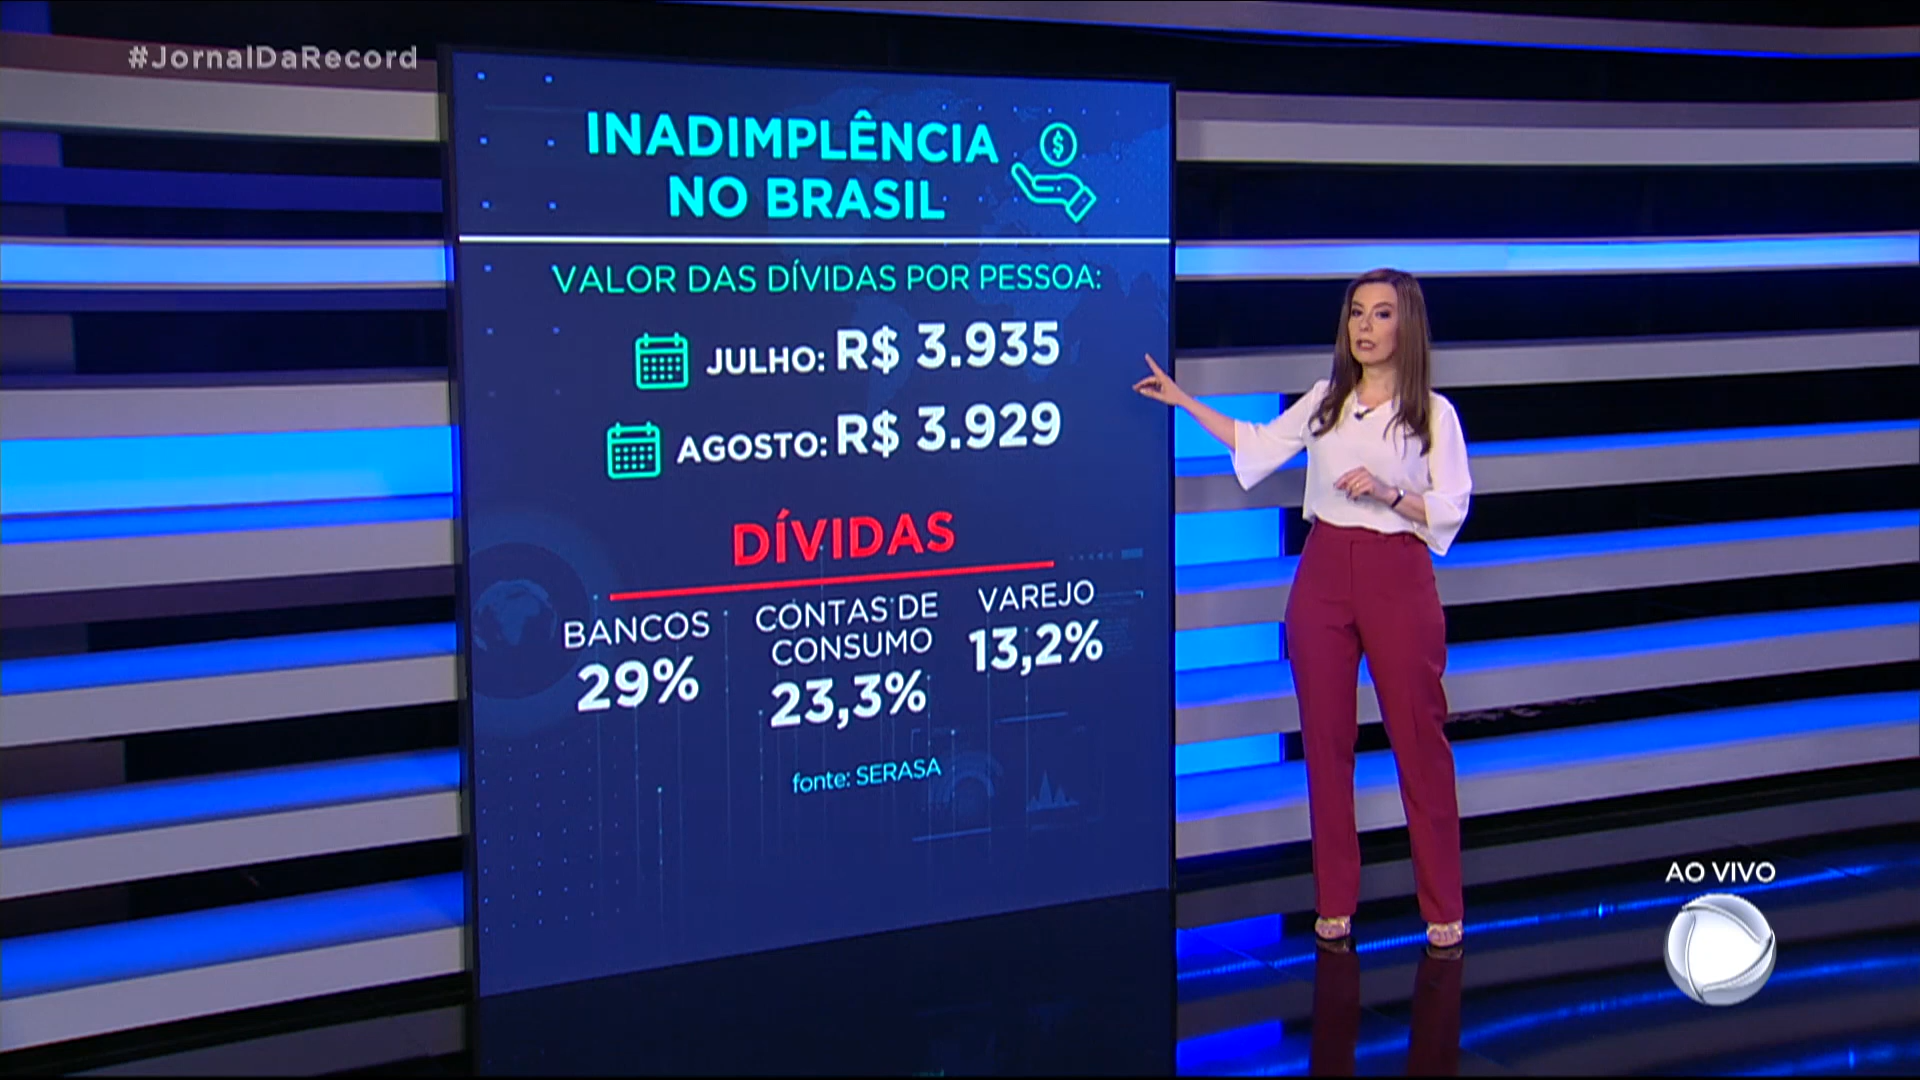 #JornalDaRecord
INADIMPLÊNCIA
NO BRASIL
$
VALOR DAS DÍVIDAS POR PESSOA:
JULHO: R$ 3.935
AGOSTO: R$ 3.929
DÍVIDAS
BANCOS
29%
CONTAS DE
CONSUMO
23,3%
VAREJO
13,2%
fonte: SERASA
AO VIVO